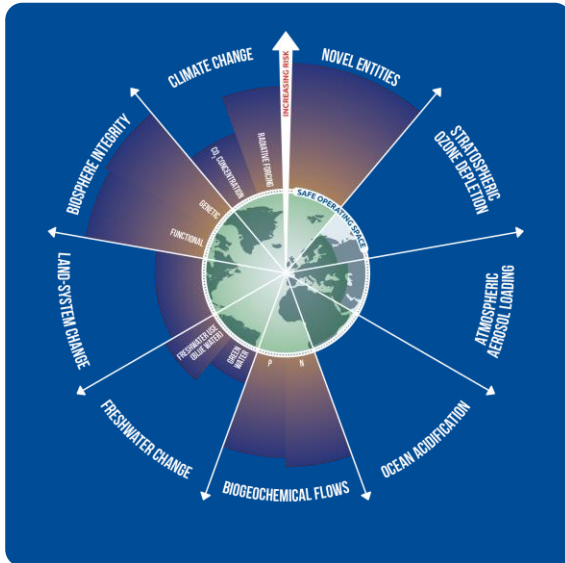 CLIMATE CHANGE
INCREASING RISK
NOVEL ENTITIES
STRATOSPHERIC
OZONE DEPLETION
ATMOSPHERIC
AEROSOL LOADING
OCEAN ACIDIFICATION
BIOGEOCHEMICAL FLOWS
FRESHWATER CHANGE
LAND-SYSTEM CHANGE
BIOSPHERE INTEGRITY
CO₂ CONCENTRATION
RADIATIVE FORCING
GENETIC
FUNCTIONAL
SAFE OPERATING SPACE
FRESHWATER USE
(BLUE WATER)
GREEN
WATER
P
N